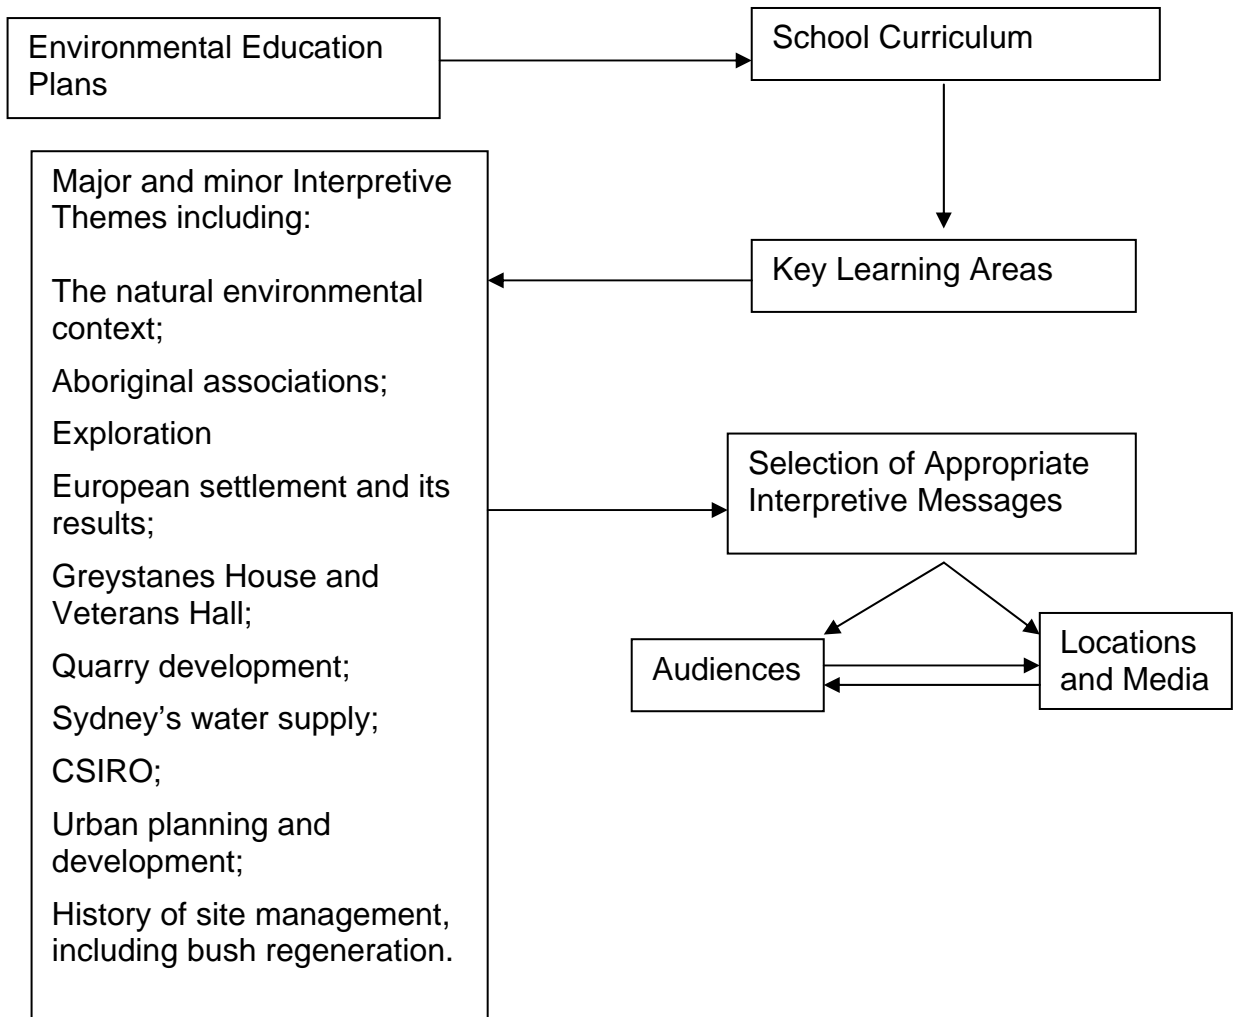 Environmental Education
Plans
School Curriculum
Key Learning Areas
Major and minor Interpretive
Themes including:
The natural environmental
context;
Aboriginal associations;
Exploration
European settlement and its
results;
Greystanes House and
Veterans Hall;
Quarry development;
Sydney’s water supply;
CSIRO;
Urban planning and
development;
History of site management,
including bush regeneration.
Selection of Appropriate
Interpretive Messages
Audiences
Locations
and Media